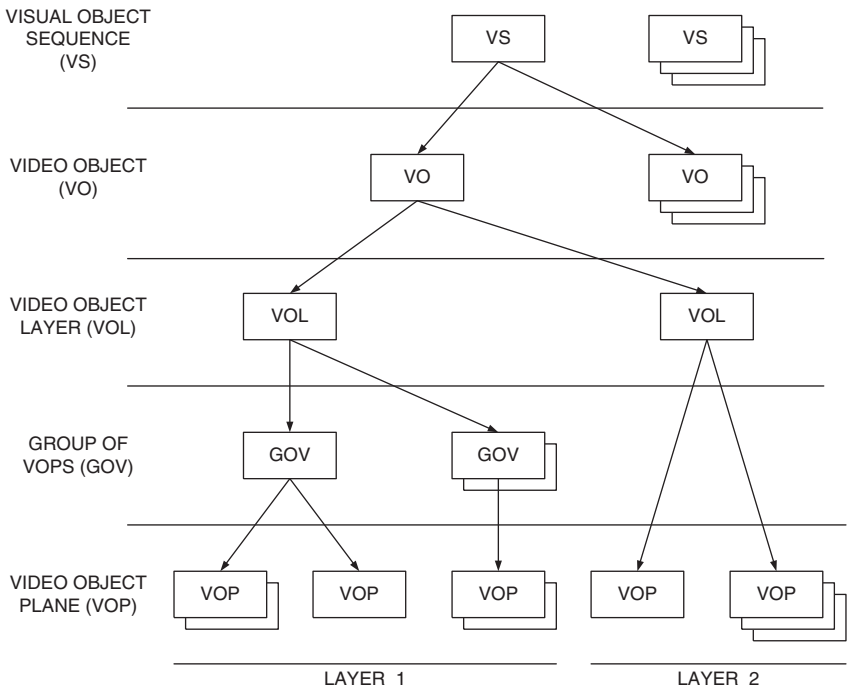 VISUAL OBJECT
SEQUENCE
(VS)
VS
VS
VIDEO OBJECT
(VO)
VO
VO
VIDEO OBJECT
LAYER (VOL)
VOL
VOL
GROUP OF
VOPS (GOV)
GOV
GOV
VIDEO OBJECT
PLANE (VOP)
VOP
VOP
VOP
VOP
VOP
LAYER 1
LAYER 2